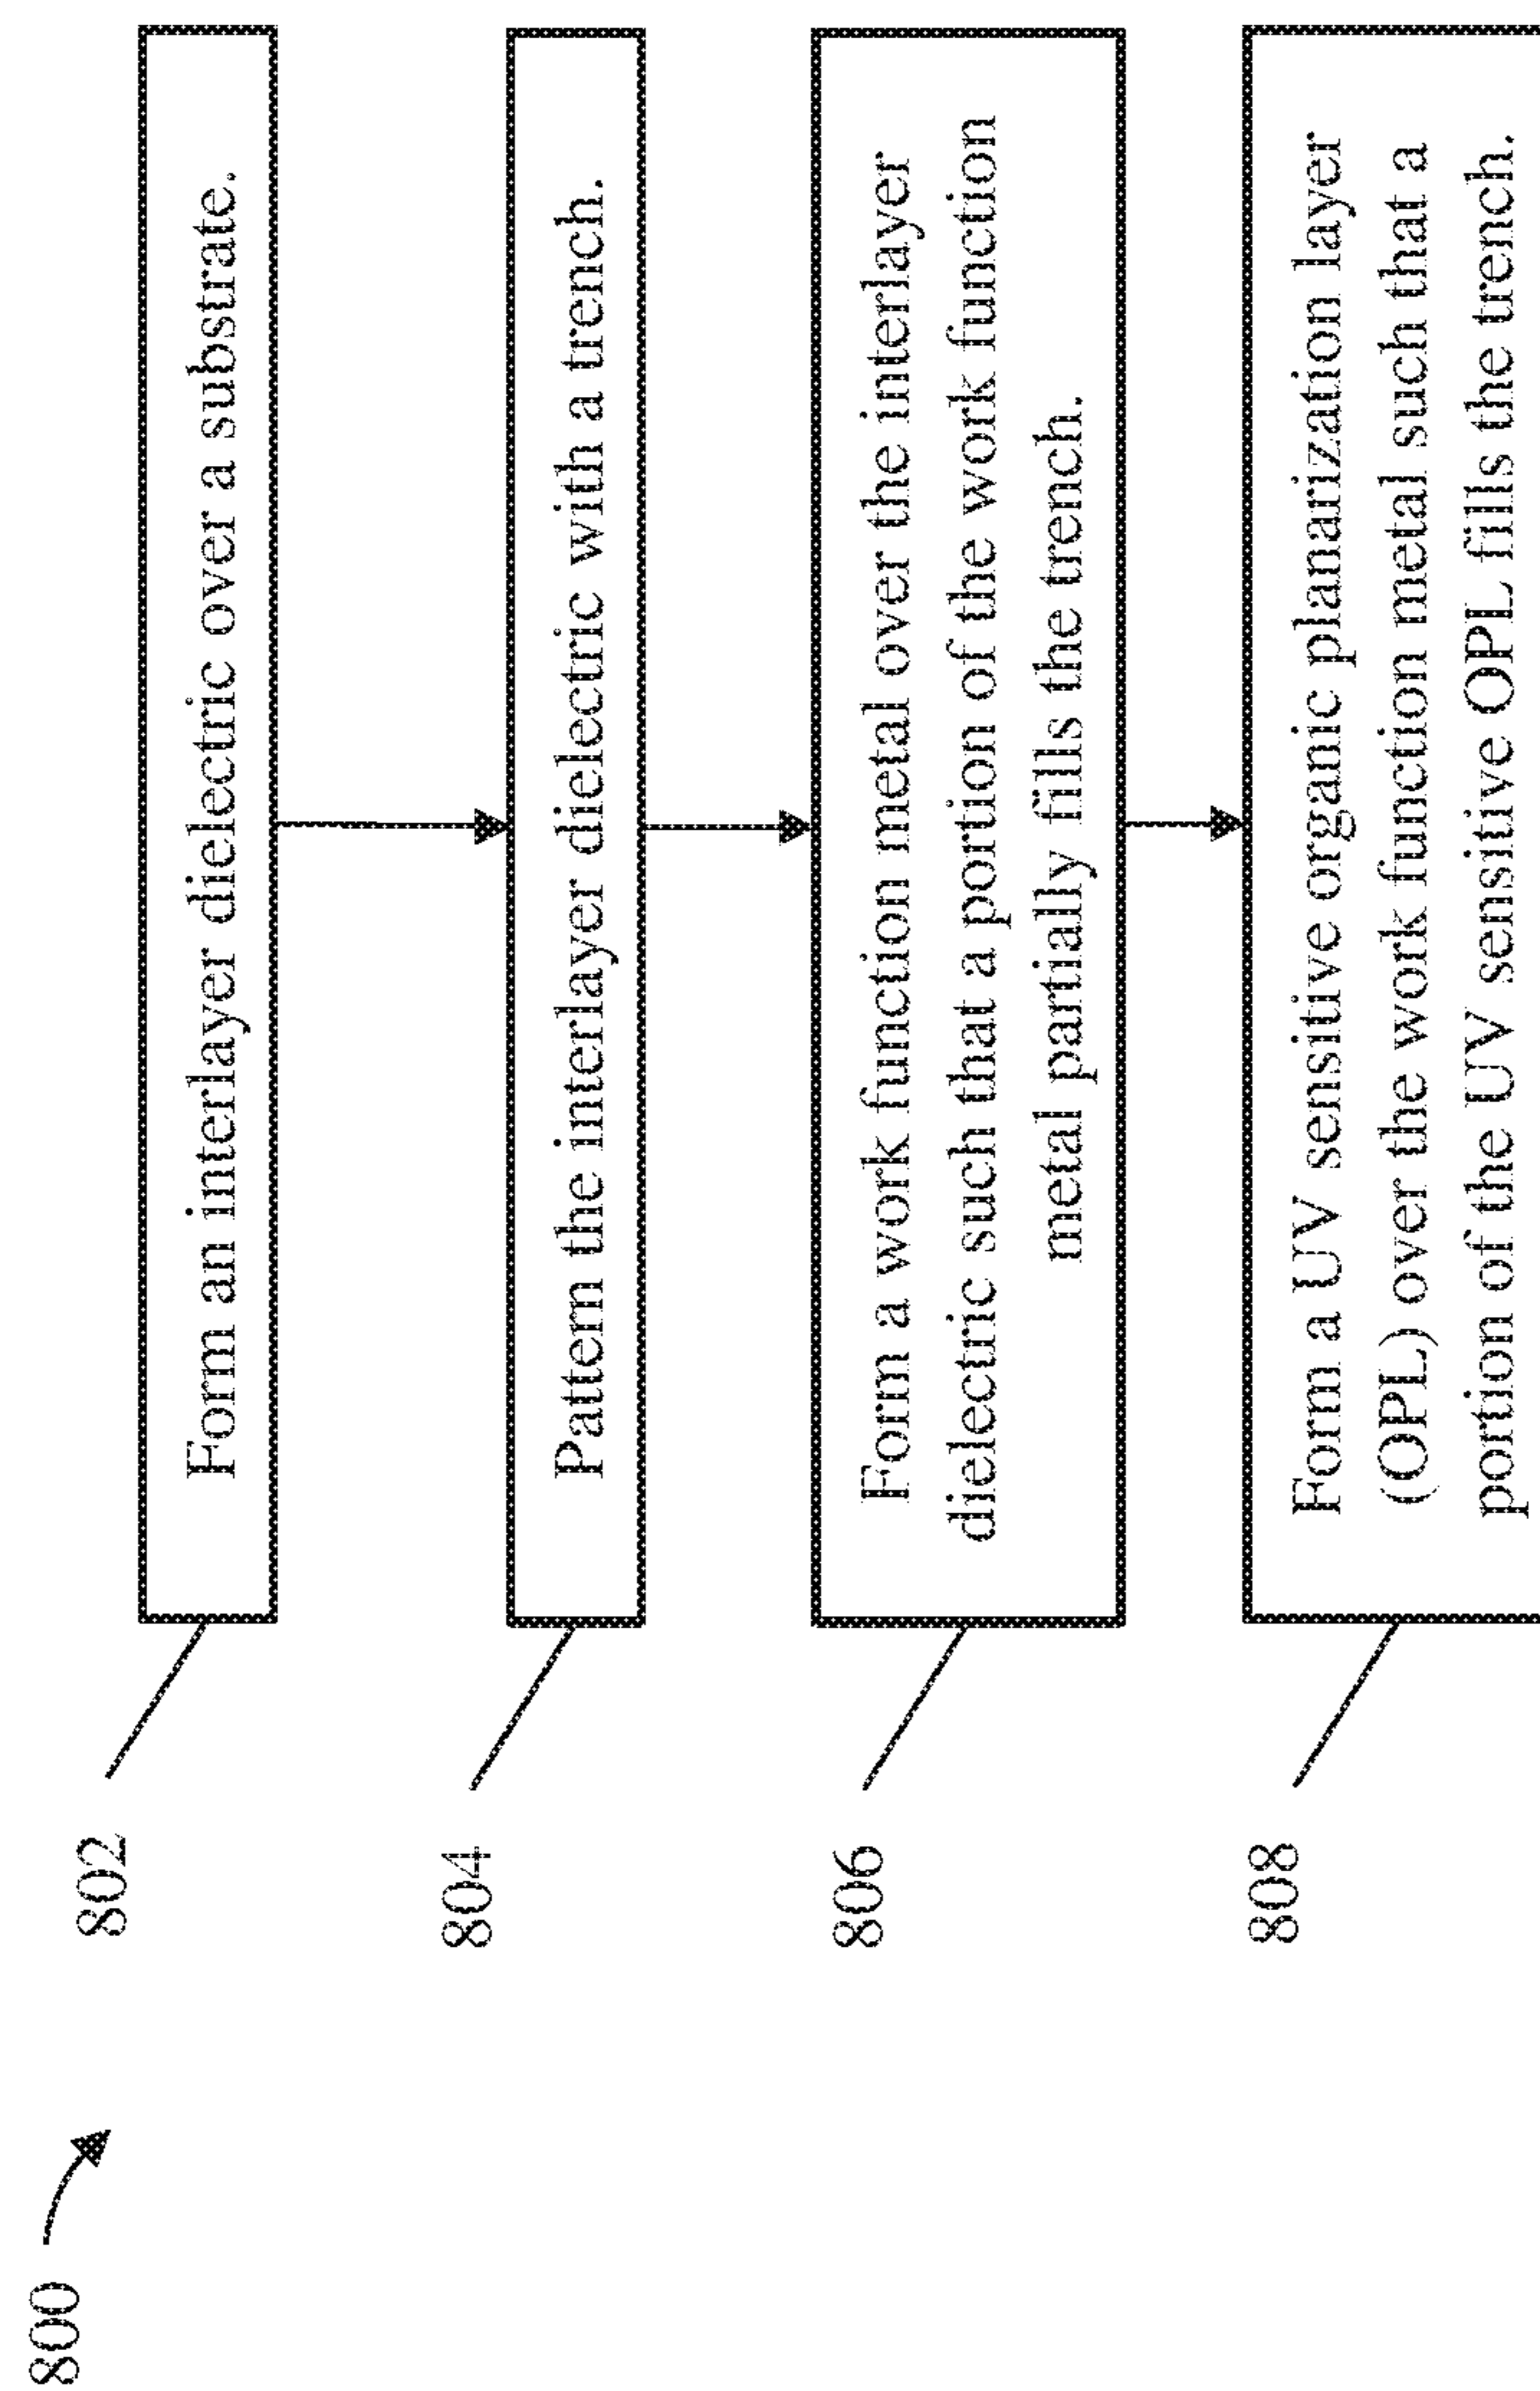 800
802
Form an interlayer dielectric over a substrate.
804
Pattern the interlayer dielectric with a trench.
806
Form a work function metal over the interlayer
dielectric such that a portion of the work function
metal partially fills the trench.
808
Form a UV sensitive organic planarization layer
(OPL) over the work function metal such that a
portion of the UV sensitive OPL fills the trench.